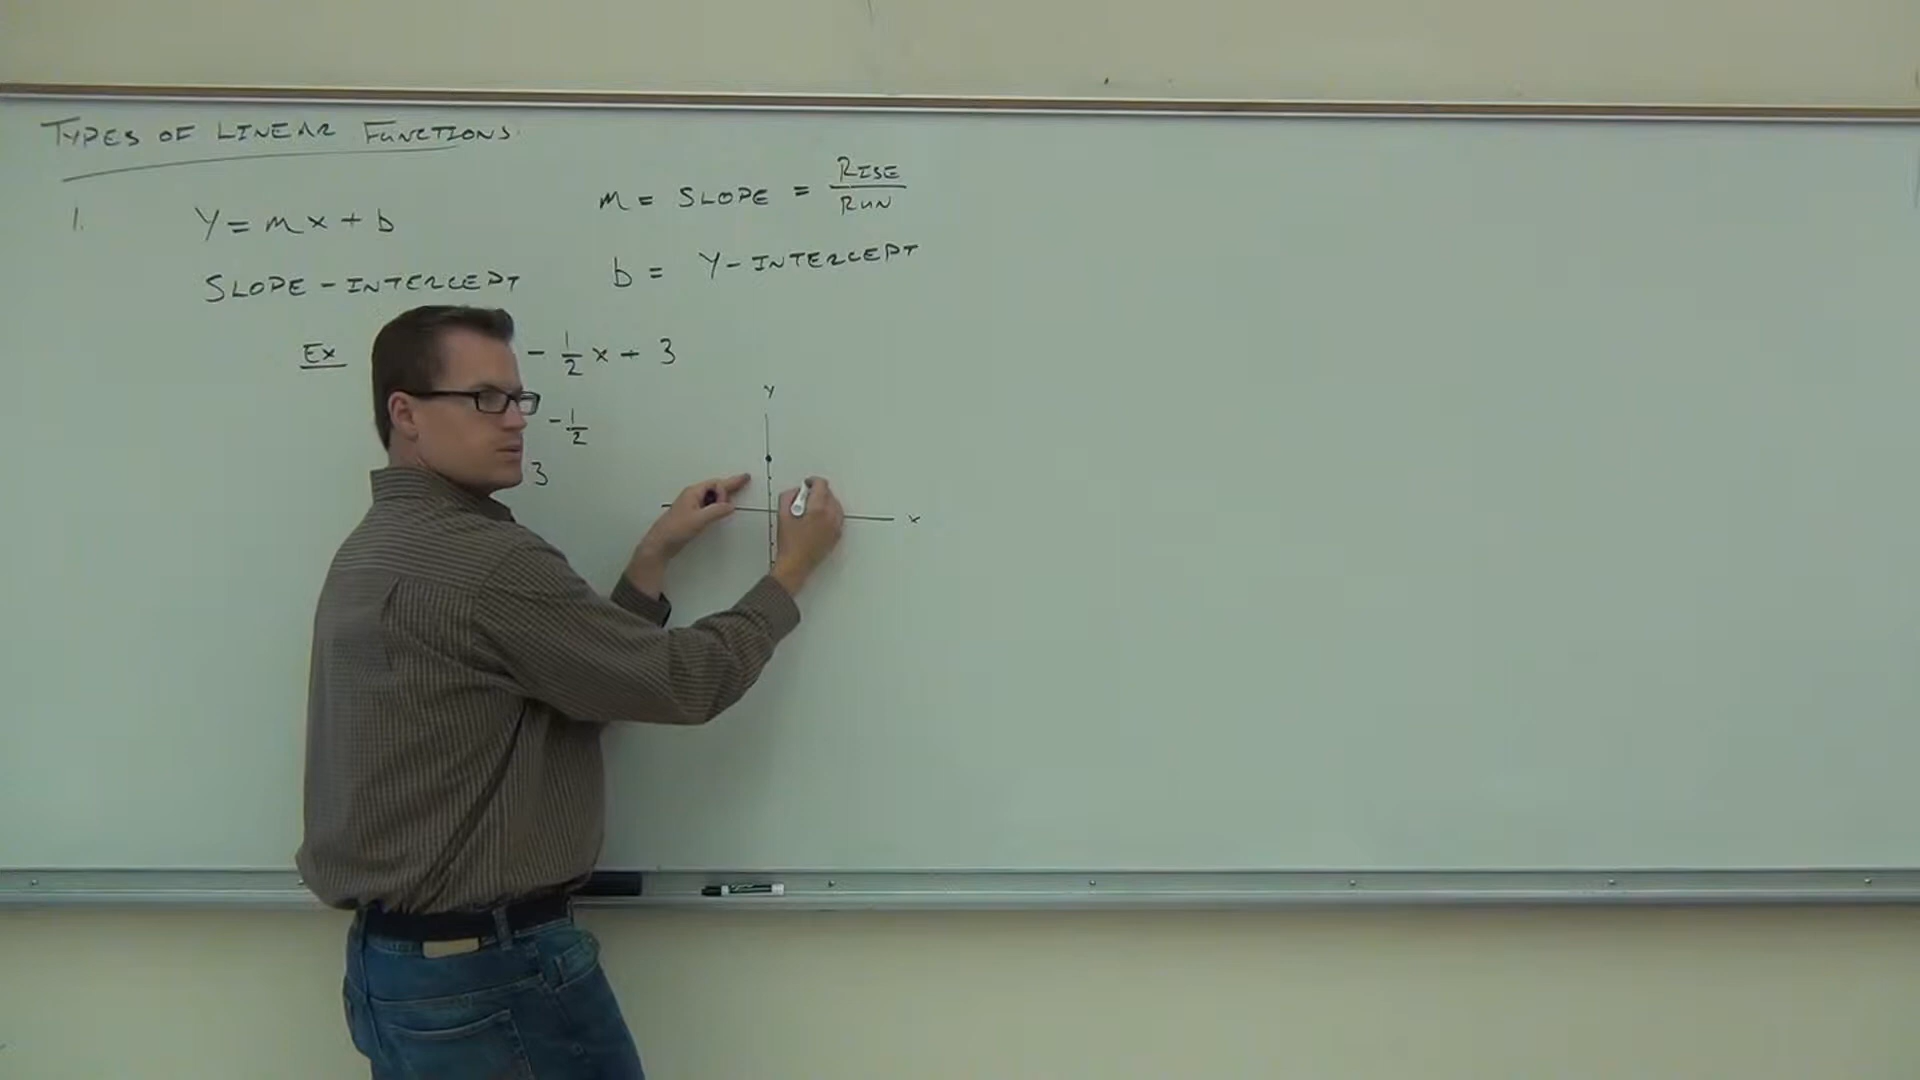 TYPES OF LINEAR FUNCTIONS
1. Y = mx + b
m = SLOPE = RISE
RUN
SLOPE-INTERCEPT
b = Y-INTERCEPT
Ex
- 1/2 x + 3
- 1/2
3
Y
x